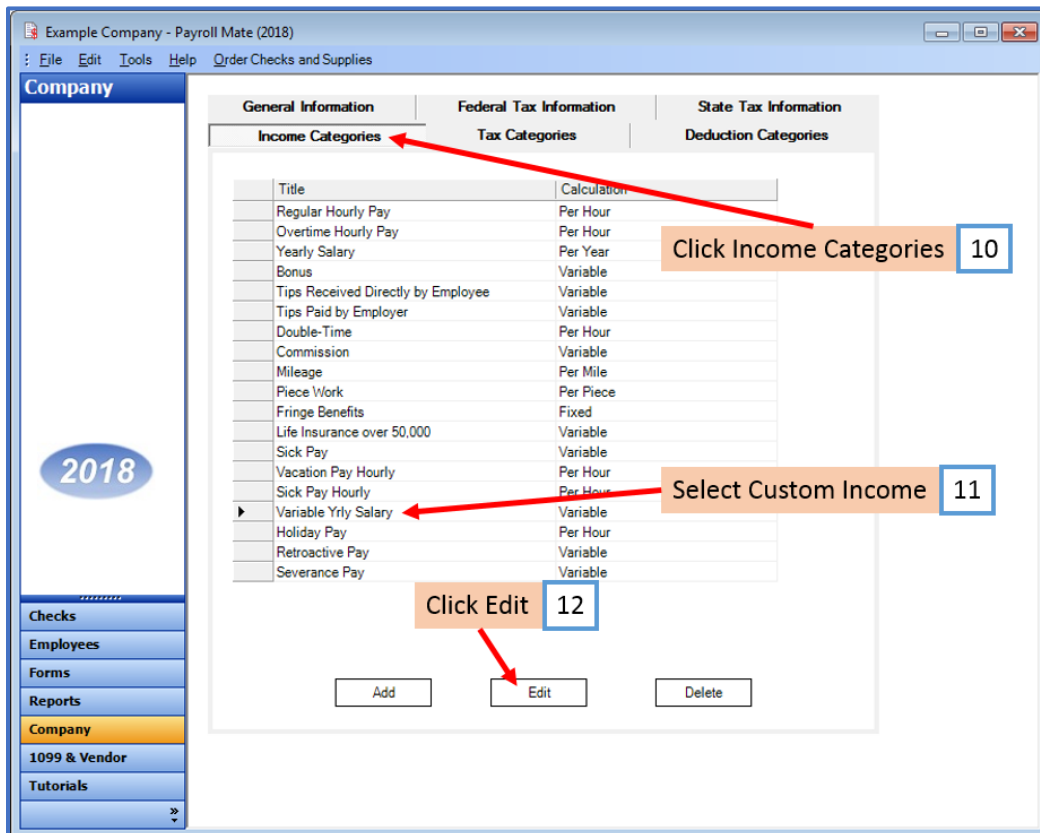 Example Company - Payroll Mate (2018)
File Edit Tools Help Order Checks and Supplies
Company
General Information Federal Tax Information State Tax Information
Income Categories Tax Categories Deduction Categories
Title Calculation
Regular Hourly Pay Per Hour
Overtime Hourly Pay Per Hour
Yearly Salary Per Year
Click Income Categories 10
Bonus Variable
Tips Received Directly by Employee Variable
Tips Paid by Employer Variable
Double-Time Per Hour
Commission Variable
Mileage Per Mile
Piece Work Per Piece
Fringe Benefits Fixed
Life Insurance over 50,000 Variable
Sick Pay Variable
2018
Vacation Pay Hourly Per Hour
Sick Pay Hourly Per Hour
Select Custom Income 11
Variable Yrly Salary Variable
Holiday Pay Per Hour
Retroactive Pay Variable
Severance Pay Variable
Click Edit 12
Add Edit Delete
Checks
Employees
Forms
Reports
Company
1099 & Vendor
Tutorials